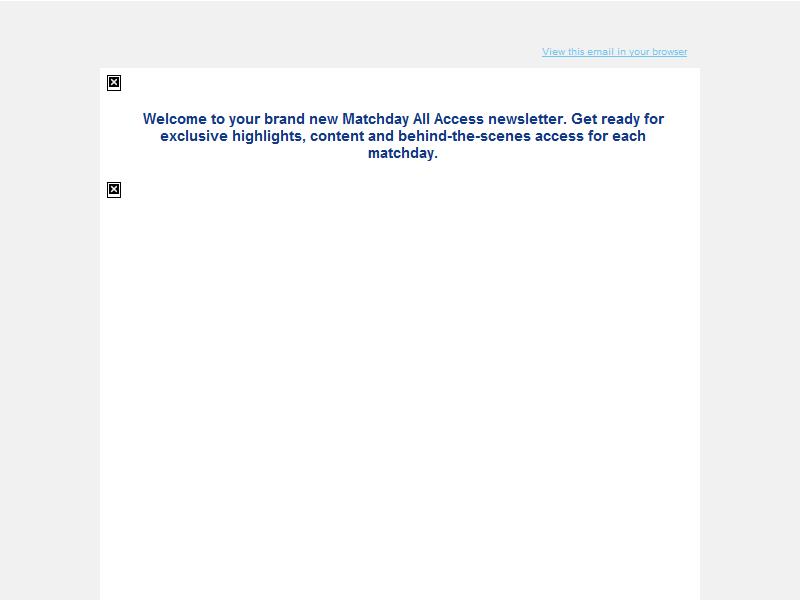 View this email in your browser
Welcome to your brand new Matchday All Access newsletter. Get ready for
exclusive highlights, content and behind-the-scenes access for each
matchday.